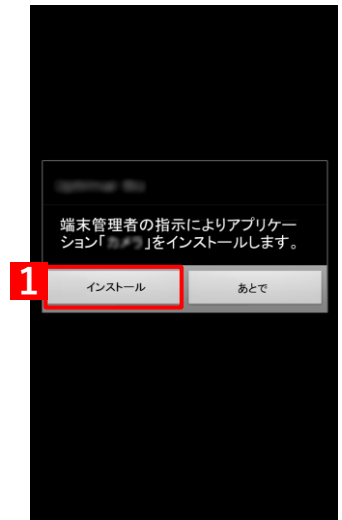 端末管理者の指示によりアプリケー
ション「 」をインストールします。
1
インストール
あとで